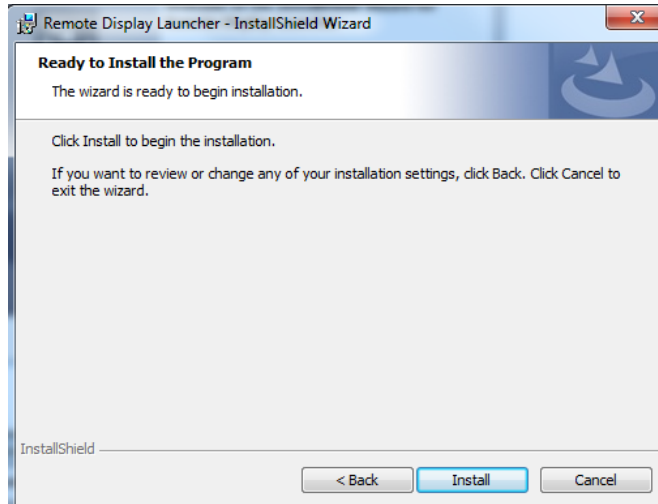 Remote Display Launcher - InstallShield Wizard
Ready to Install the Program
The wizard is ready to begin installation.
Click Install to begin the installation.
If you want to review or change any of your installation settings, click Back. Click Cancel to
exit the wizard.
InstallShield
< Back Install Cancel